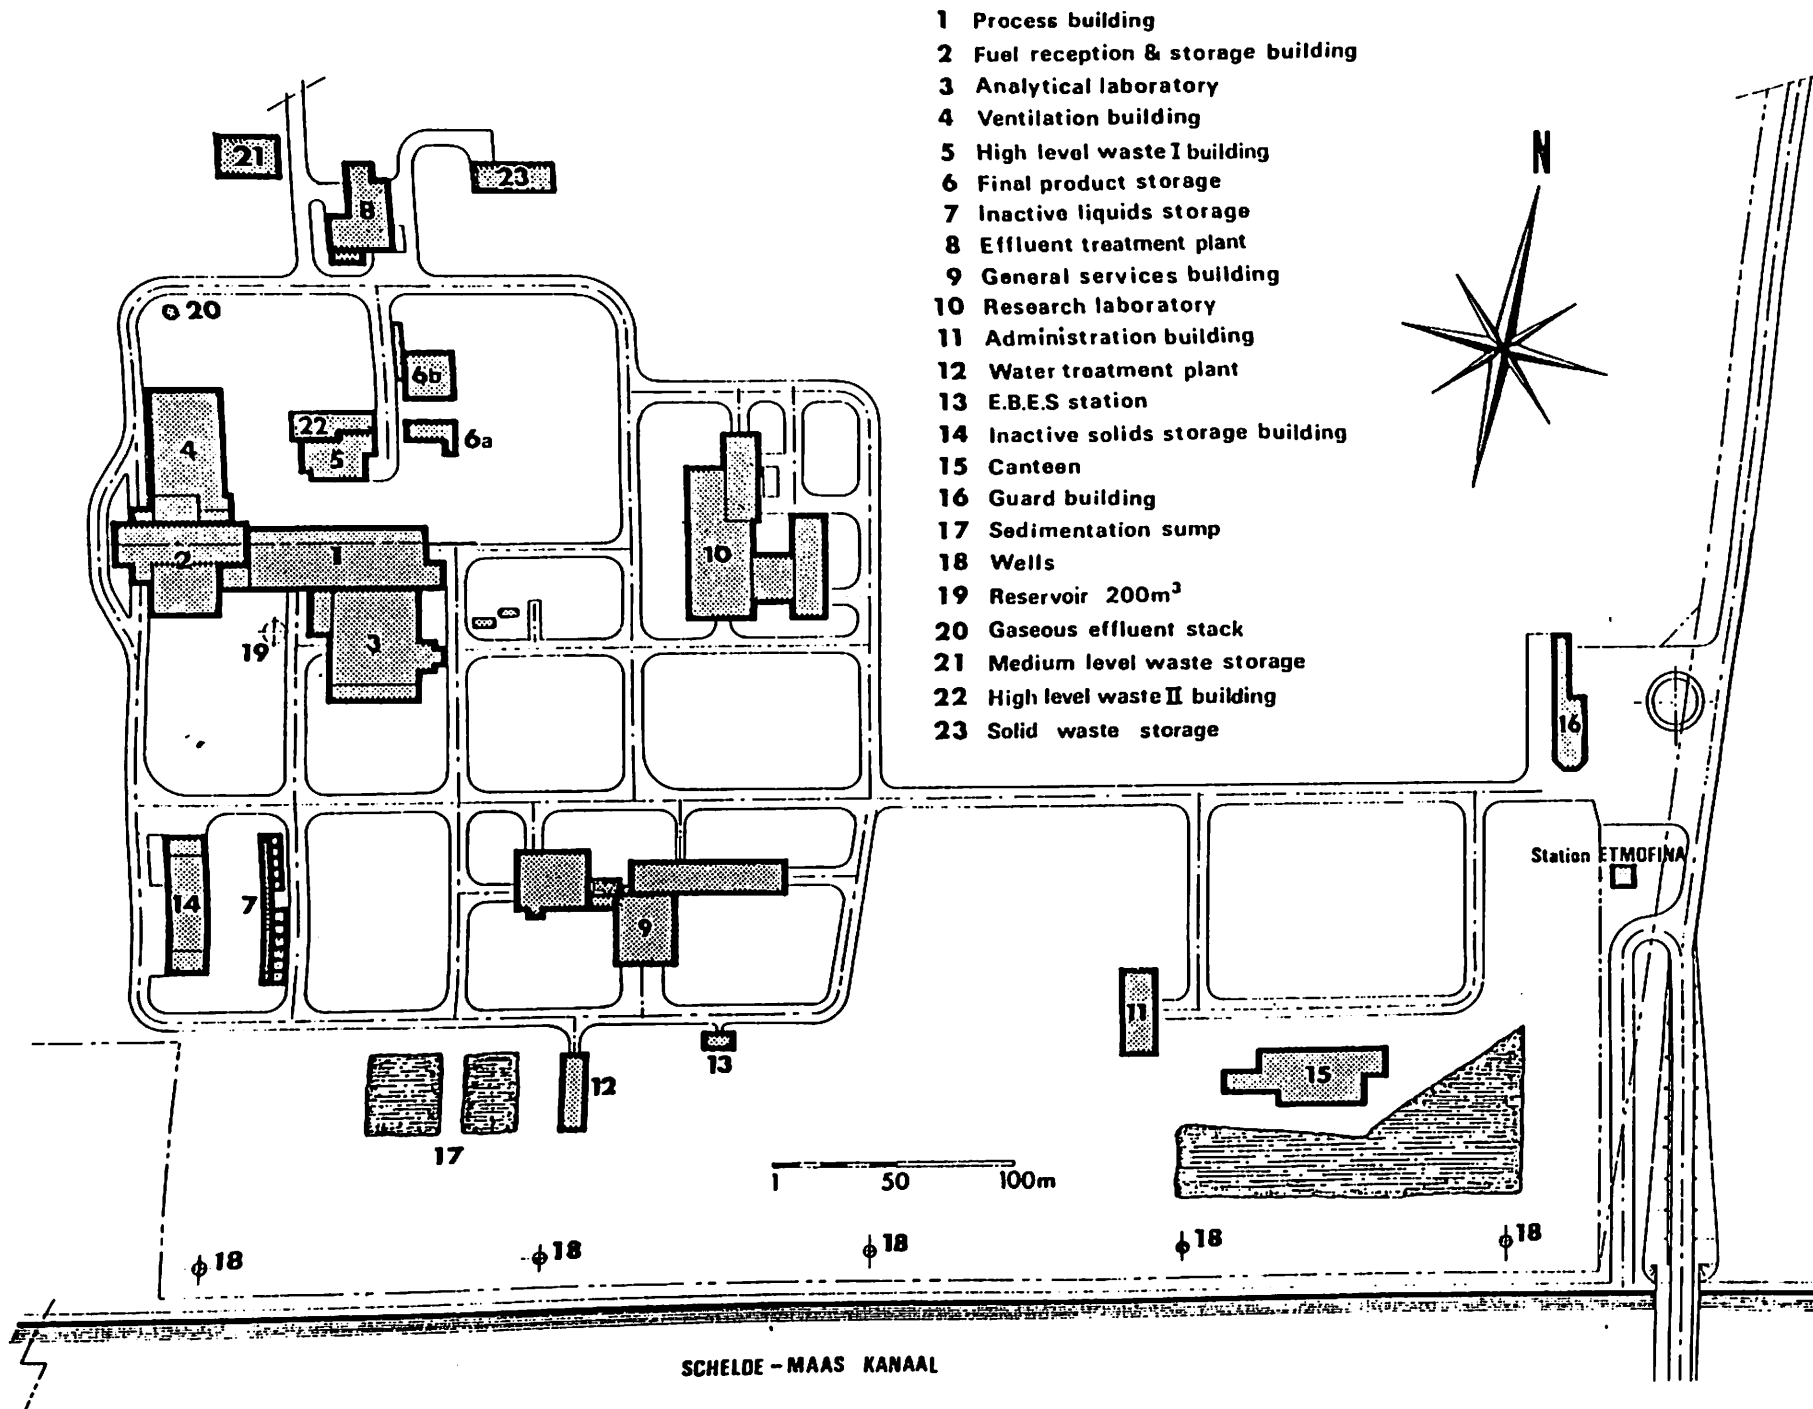 1 Process building
2 Fuel reception & storage building
3 Analytical laboratory
4 Ventilation building
5 High level waste I building
6 Final product storage
7 Inactive liquids storage
8 Effluent treatment plant
9 General services building
10 Research laboratory
11 Administration building
12 Water treatment plant
13 E.B.E.S station
14 Inactive solids storage building
15 Canteen
16 Guard building
17 Sedimentation sump
18 Wells
19 Reservoir 200m³
20 Gaseous effluent stack
21 Medium level waste storage
22 High level waste II building
23 Solid waste storage
N
21
23
8
20
6b
22
6a
4
5
2
1
10
19
3
16
Station ETMOFINA
14
7
9
11
13
12
15
17
1 50 100m
18
18
18
18
18
SCHELDE - MAAS KANAAL